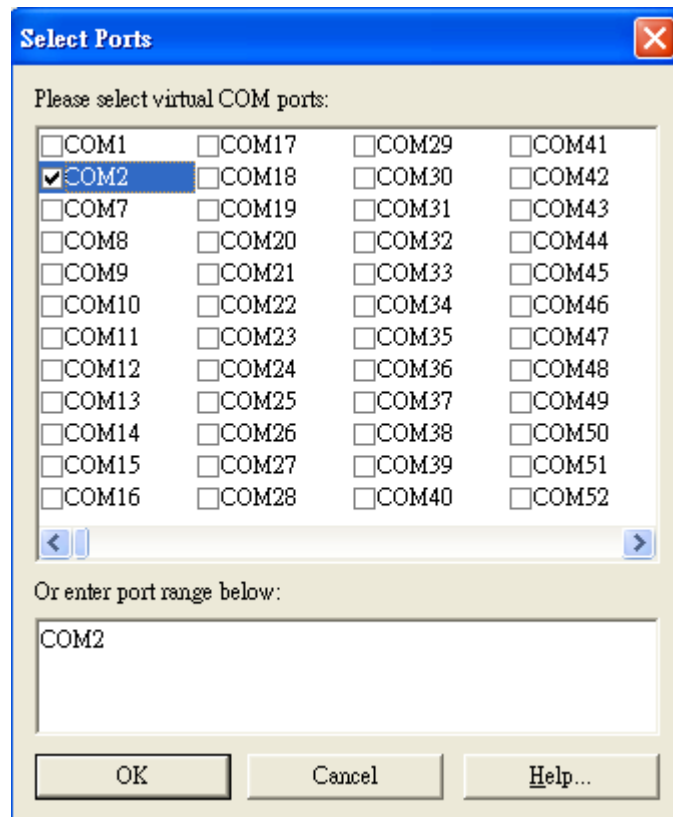 Select Ports
Please select virtual COM ports:
COM1 COM17 COM29 COM41
COM2 COM18 COM30 COM42
COM7 COM19 COM31 COM43
COM8 COM20 COM32 COM44
COM9 COM21 COM33 COM45
COM10 COM22 COM34 COM46
COM11 COM23 COM35 COM47
COM12 COM24 COM36 COM48
COM13 COM25 COM37 COM49
COM14 COM26 COM38 COM50
COM15 COM27 COM39 COM51
COM16 COM28 COM40 COM52
Or enter port range below:
COM2
OK Cancel Help...